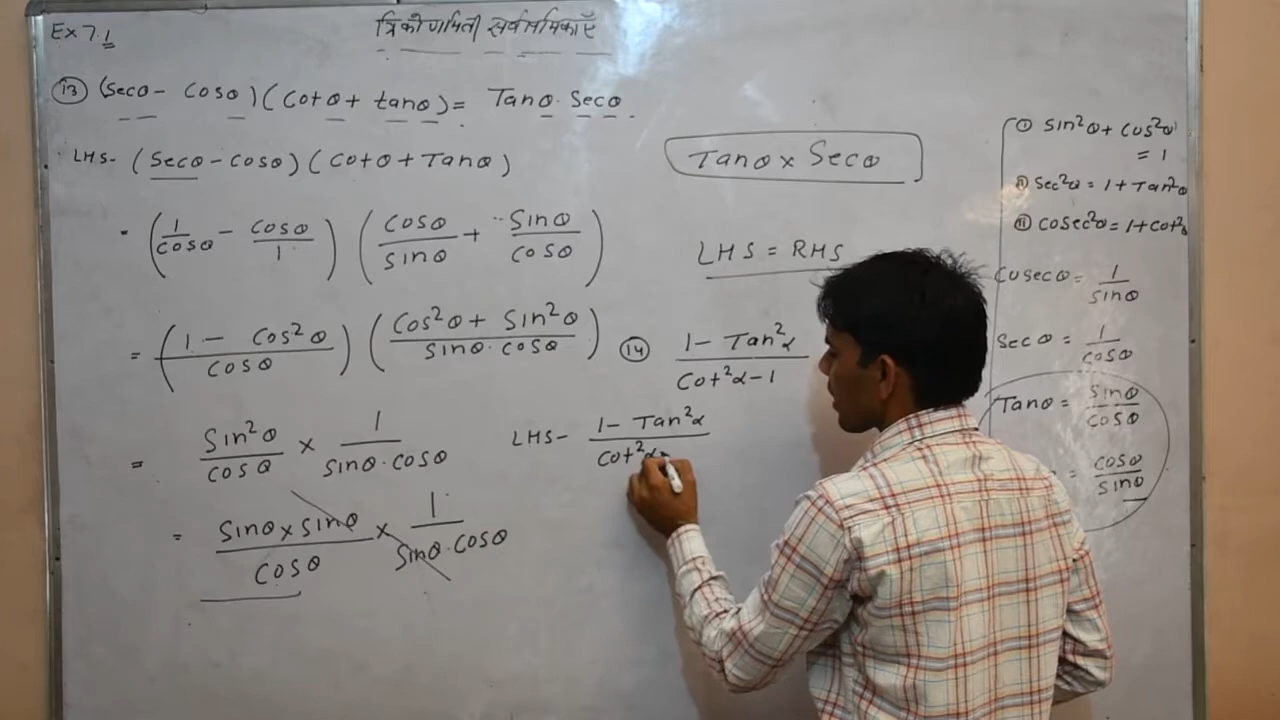 Ex 7.1
त्रिकोणमिती सर्वसमिकाएँ
(13) (Secθ - Cosθ)(Cotθ + tanθ) = Tanθ. Secθ.
LHS- (Secθ - Cosθ)(Cotθ + Tanθ)
= (1/cosθ - cosθ/1) (cosθ/sinθ + Sinθ/cosθ)
= (1 - Cos²θ/cosθ) (Cos²θ + Sin²θ/sinθ·cosθ)
= Sin²θ/cosθ × 1/sinθ·cosθ
= Sinθ × sinθ/cosθ × 1/Sinθ·cosθ
Tanθ × Secθ
LHS = RHS
(14) 1 - Tan²α/Cot²α - 1
LHS- 1 - Tan²α/cot²α
(i) Sin²θ + cos²θ
= 1
(ii) Sec²θ = 1 + Tan²θ
(iii) Cosec²θ = 1 + cot²θ
Cosecθ = 1/sinθ
Secθ = 1/cosθ
Tanθ = Sinθ/cosθ
= cosθ/sinθ